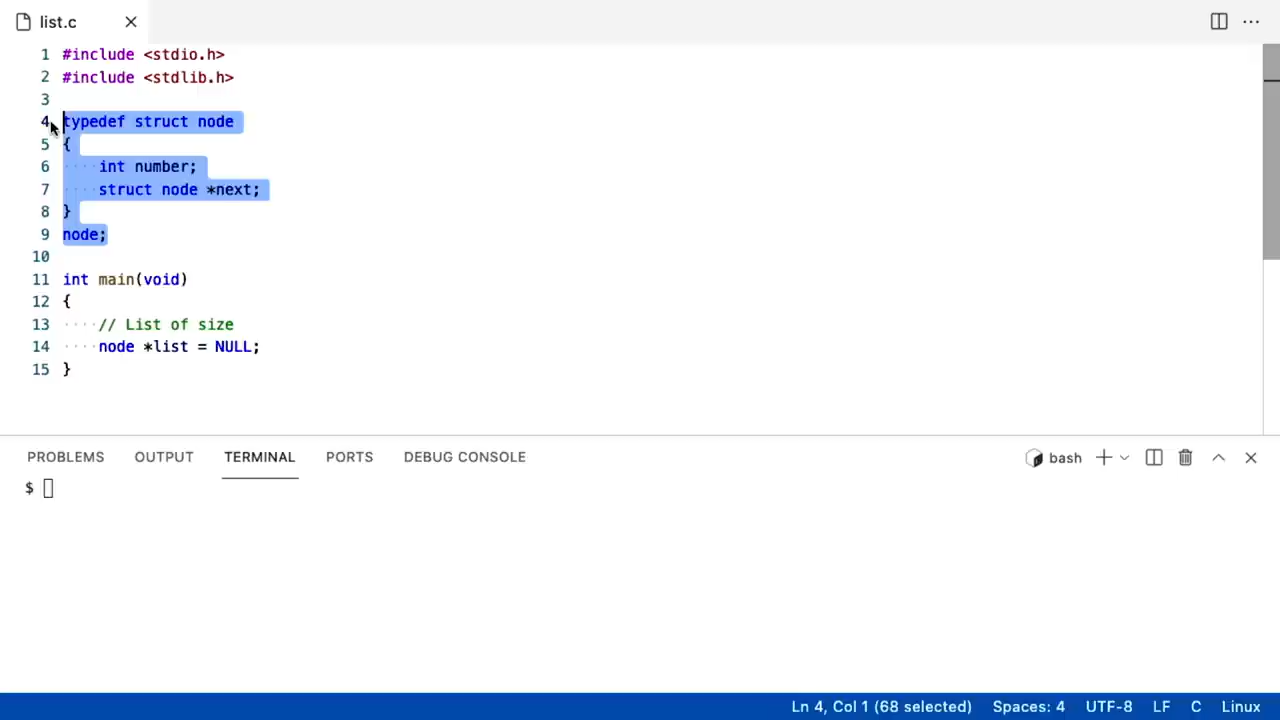 list.c
1 #include <stdio.h>
2 #include <stdlib.h>
3
4 typedef struct node
5 {
6 ····int number;
7 ····struct node *next;
8 }
9 node;
10
11 int main(void)
12 {
13 ····// List of size
14 ····node *list = NULL;
15 }
PROBLEMS OUTPUT TERMINAL PORTS DEBUG CONSOLE bash
$
Ln 4, Col 1 (68 selected) Spaces: 4 UTF-8 LF C Linux